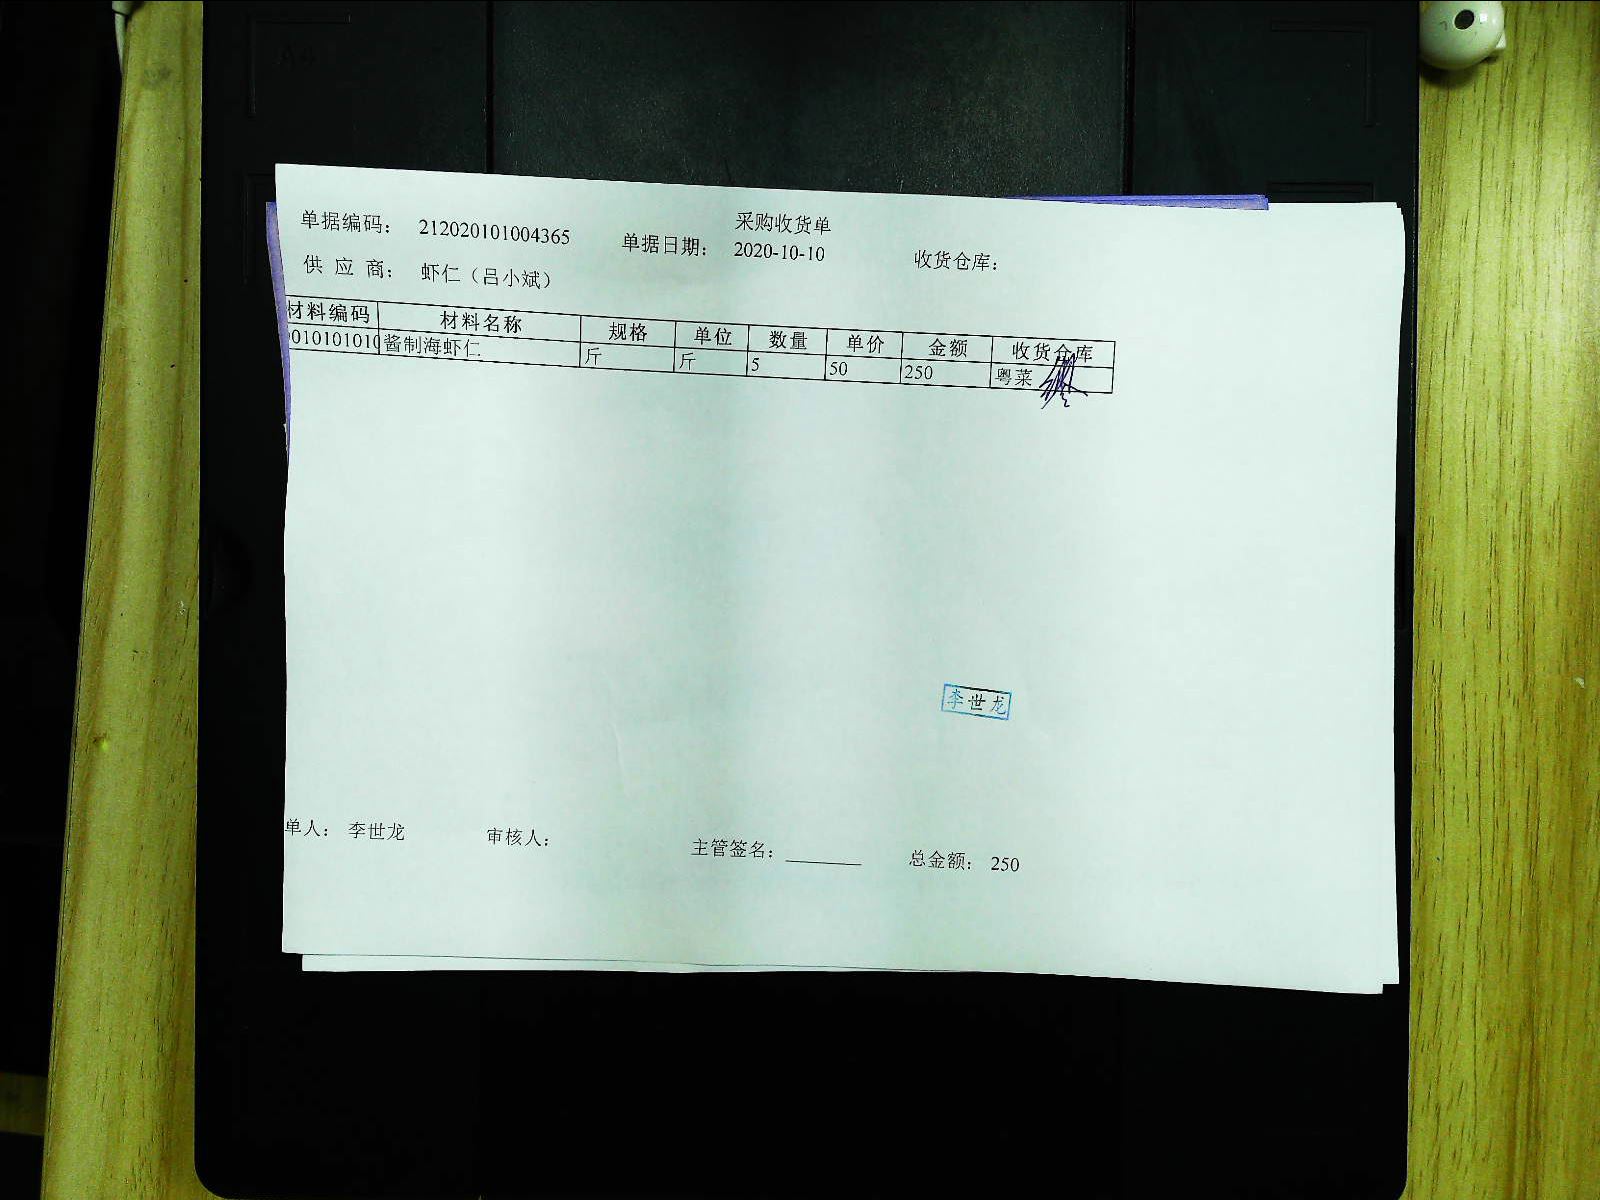 采购收货单
单据编码： 212020101004365 单据日期： 2020-10-10 收货仓库：
供 应 商： 虾仁（吕小斌）
材料编码 材料名称 规格 单位 数量 单价 金额 收货仓库
010101010 酱制海虾仁 斤 斤 5 50 250 粤菜
李世龙
单人： 李世龙 审核人： 主管签名： 总金额： 250